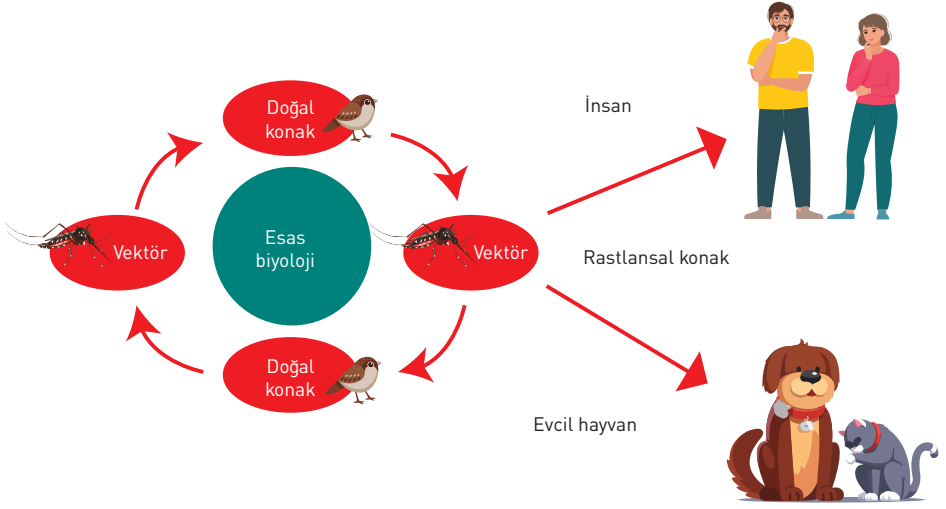 Doğal
konak
İnsan
Vektör
Esas
biyoloji
Vektör
Rastlansal konak
Doğal
konak
Evcil hayvan